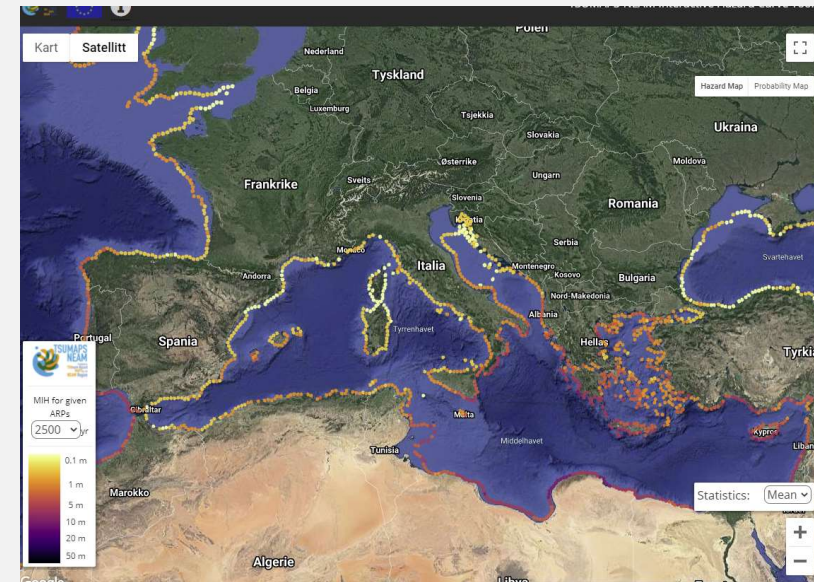 Polen
Kart
Satellitt
Hazard Map
Probability Map
Nederland
Tyskland
Belgia
Luxemburg
Tsjekkia
Slovakia
Ukraina
Moldova
Østerrike
Ungarn
Sveits
Frankrike
Slovenia
Romania
Kroatia
Serbia
Monaco
Italia
Montenegro
Kosovo
Bulgaria
Svartehavet
Andorra
Nord-Makedonia
Albania
Portugal
Spania
Tyrrenhavet
Hellas
Tyrkia
TSUMAPS
NEAM
MIH for given
ARPs
2500 yr
0.1 m
1 m
5 m
10 m
20 m
50 m
Gibraltar
Malta
Kypros
Middelhavet
Liban
Tunisia
Marokko
Statistics: Mean
Algerie
Libya
Google